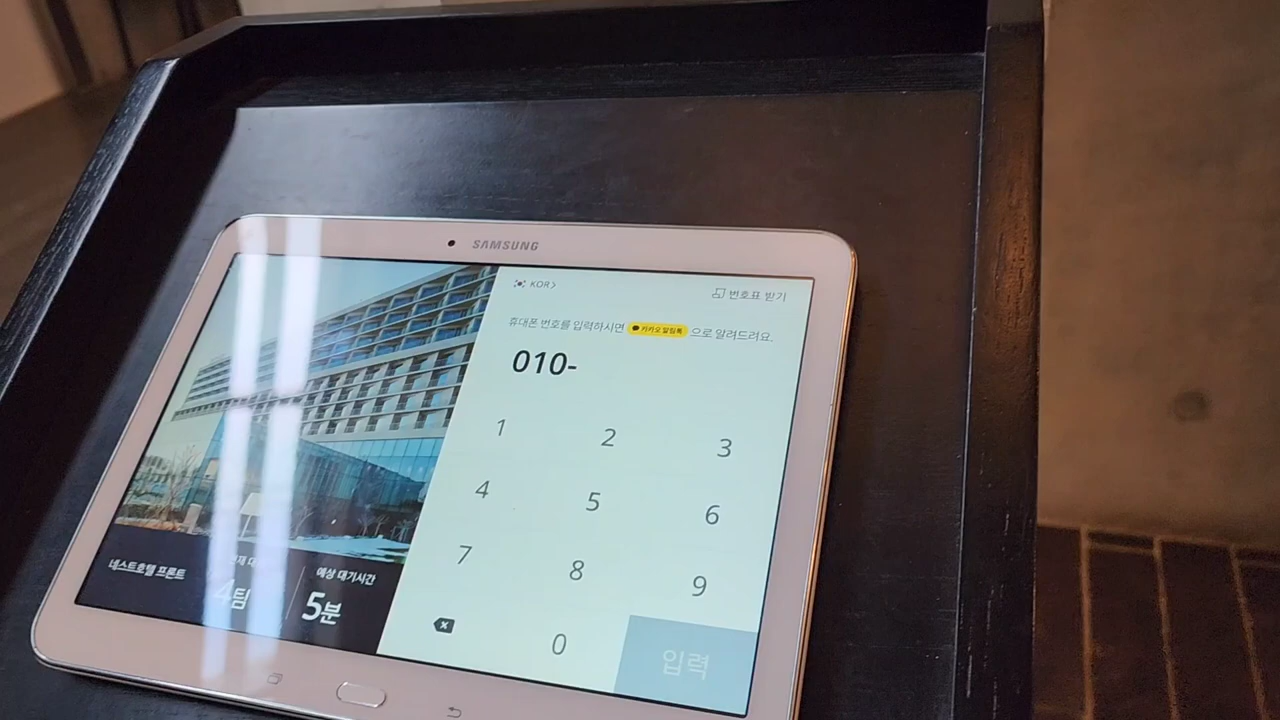 SAMSUNG
KOR>
번호표 받기
휴대폰 번호를 입력하시면 카카오 알림톡 으로 알려드려요.
010-
1 2 3
4 5 6
7 8 9
0 입력
네스트호텔 프론트
예상 대기시간
4팀
5분